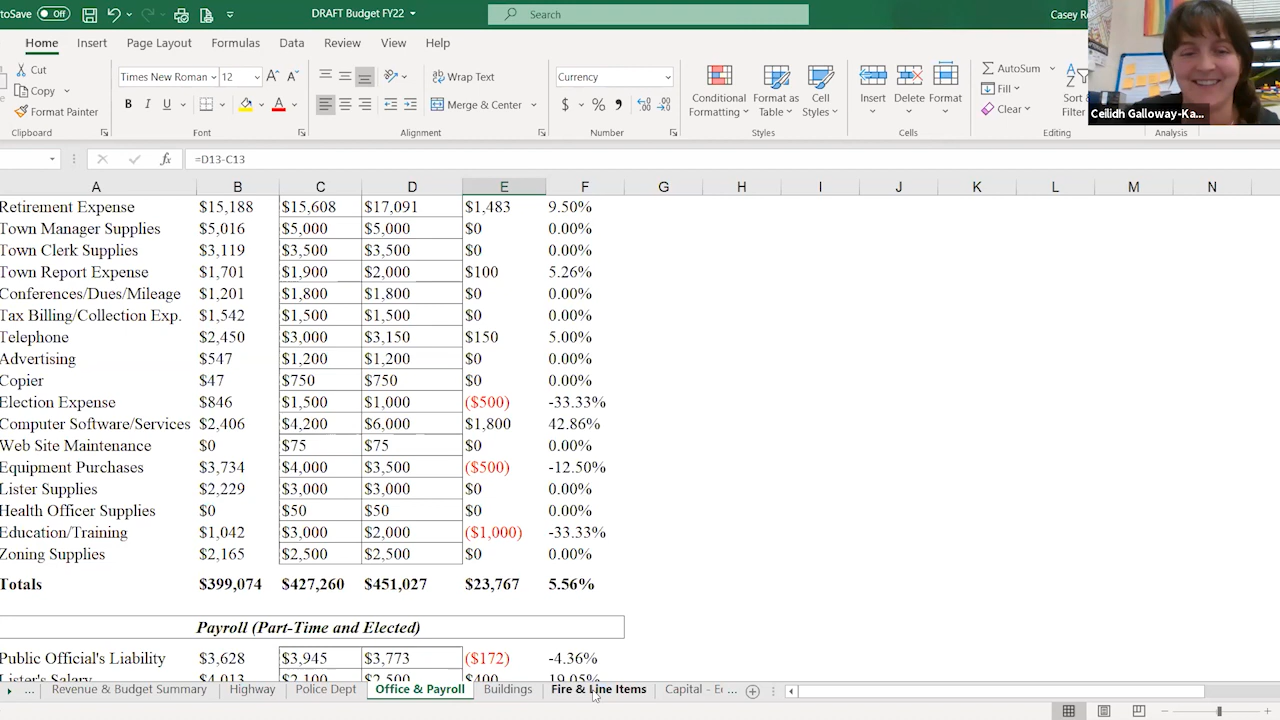 toSave Off DRAFT Budget FY22 Search Casey Re
Home Insert Page Layout Formulas Data Review View Help
Cut Copy Format Painter Clipboard
Times New Roman 12 B I U A Font
Wrap Text Merge & Center Alignment
Currency $ % Number
Conditional Formatting Format as Table Cell Styles Styles
Insert Delete Format Cells
AutoSum Fill Clear Sort Filter Editing
Analysis
Ceilidh Galloway-Ka...
fx =D13-C13
A B C D E F G H I J K L M N
Retirement Expense $15,188 $15,608 $17,091 $1,483 9.50%
Town Manager Supplies $5,016 $5,000 $5,000 $0 0.00%
Town Clerk Supplies $3,119 $3,500 $3,500 $0 0.00%
Town Report Expense $1,701 $1,900 $2,000 $100 5.26%
Conferences/Dues/Mileage $1,201 $1,800 $1,800 $0 0.00%
Tax Billing/Collection Exp. $1,542 $1,500 $1,500 $0 0.00%
Telephone $2,450 $3,000 $3,150 $150 5.00%
Advertising $547 $1,200 $1,200 $0 0.00%
Copier $47 $750 $750 $0 0.00%
Election Expense $846 $1,500 $1,000 ($500) -33.33%
Computer Software/Services $2,406 $4,200 $6,000 $1,800 42.86%
Web Site Maintenance $0 $75 $75 $0 0.00%
Equipment Purchases $3,734 $4,000 $3,500 ($500) -12.50%
Lister Supplies $2,229 $3,000 $3,000 $0 0.00%
Health Officer Supplies $0 $50 $50 $0 0.00%
Education/Training $1,042 $3,000 $2,000 ($1,000) -33.33%
Zoning Supplies $2,165 $2,500 $2,500 $0 0.00%
Totals $399,074 $427,260 $451,027 $23,767 5.56%
Payroll (Part-Time and Elected)
Public Official's Liability $3,628 $3,945 $3,773 ($172) -4.36%
Lister's Salary $4,013 $2,100 $2,500 $400 19.05%
... Revenue & Budget Summary Highway Police Dept Office & Payroll Buildings Fire & Line Items Capital - Ec ...